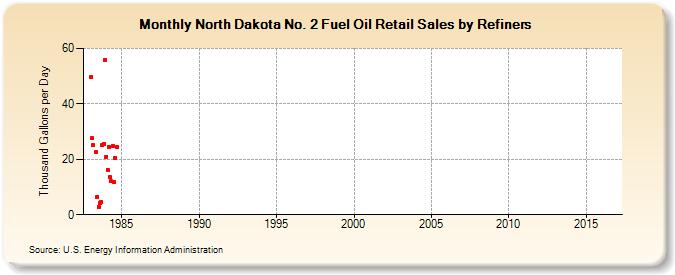 Monthly North Dakota No. 2 Fuel Oil Retail Sales by Refiners
Thousand Gallons per Day
60
40
20
0
1985 1990 1995 2000 2005 2010 2015
Source: U.S. Energy Information Administration